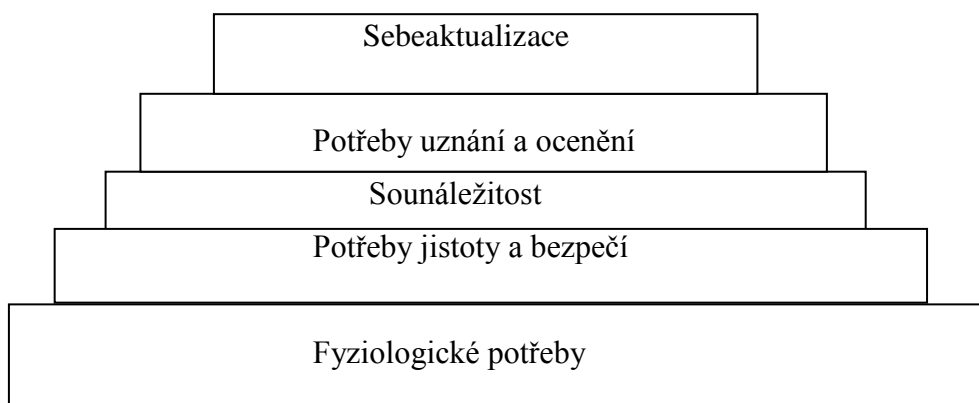 Sebeaktualizace
Potřeby uznání a ocenění
Sounáležitost
Potřeby jistoty a bezpečí
Fyziologické potřeby